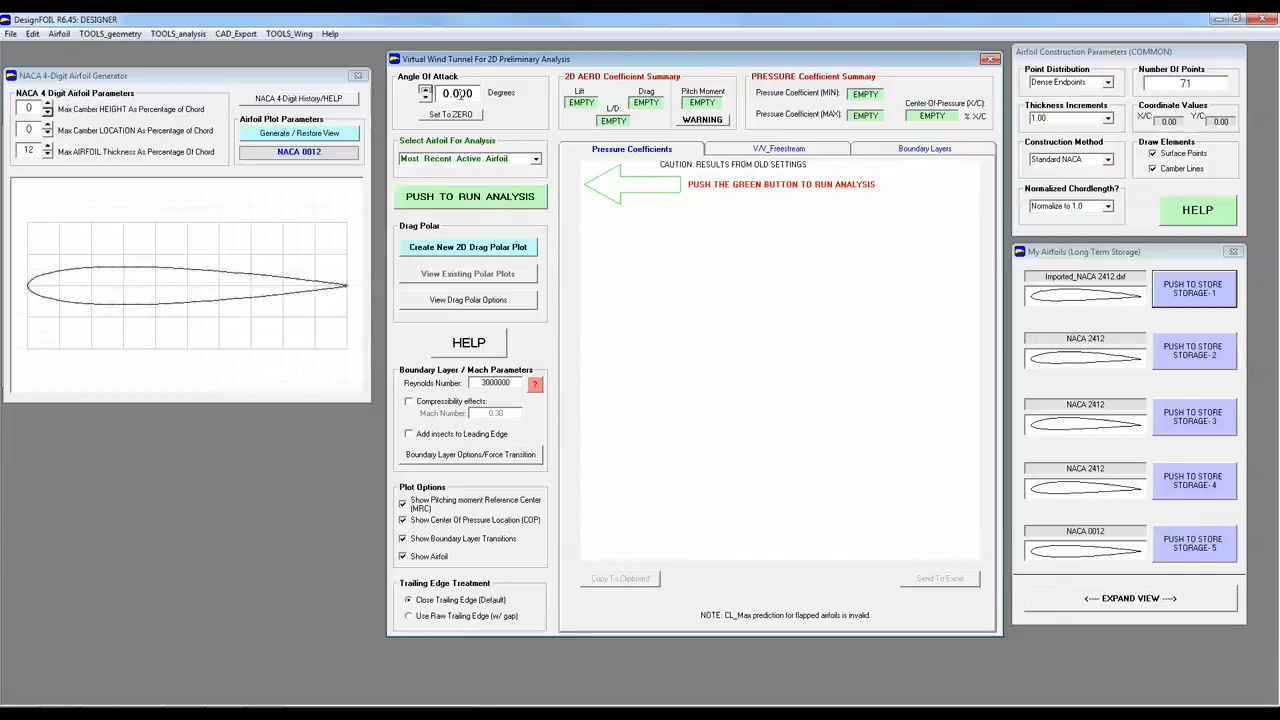 DesignFOIL R6.45: DESIGNER
File Edit Airfoil TOOLS_geometry TOOLS_analysis CAD_Export TOOLS_Wing Help
NACA 4-Digit Airfoil Generator
NACA 4 Digit Airfoil Parameters
0 Max Camber HEIGHT As Percentage of Chord
0 Max Camber LOCATION As Percentage of Chord
12 Max AIRFOIL Thickness As Percentage Of Chord
NACA 4-Digit History/HELP
Airfoil Plot Parameters
Generate / Restore View
NACA 0012
Virtual Wind Tunnel For 2D Preliminary Analysis
Angle Of Attack
0.000 Degrees
Set To ZERO
Select Airfoil For Analysis
Most Recent Active Airfoil
PUSH TO RUN ANALYSIS
Drag Polar
Create New 2D Drag Polar Plot
View Existing Polar Plots
View Drag Polar Options
HELP
Boundary Layer / Mach Parameters
Reynolds Number: 3000000 ?
Compressibility effects:
Mach Number: 0.30
Add insects to Leading Edge
Boundary Layer Options/Force Transition
Plot Options
Show Pitching moment Reference Center
(MRC)
Show Center Of Pressure Location (COP)
Show Boundary Layer Transitions
Show Airfoil
Trailing Edge Treatment
Close Trailing Edge (Default)
Use Raw Trailing Edge (w/ gap)
2D AERO Coefficient Summary
Lift Drag Pitch Moment
EMPTY EMPTY EMPTY
L/D:
EMPTY WARNING
PRESSURE Coefficient Summary
Pressure Coefficient (MIN): EMPTY
Pressure Coefficient (MAX): EMPTY
Center-Of-Pressure (X/C):
EMPTY % X/C
Pressure Coefficients V/V_Freestream Boundary Layers
CAUTION: RESULTS FROM OLD SETTINGS
PUSH THE GREEN BUTTON TO RUN ANALYSIS
Copy To Clipboard Send To Excel
NOTE: CL_Max prediction for flapped airfoils is invalid.
Airfoil Construction Parameters (COMMON)
Point Distribution
Dense Endpoints
Number Of Points
71
Thickness Increments
1.00
Coordinate Values
X/C: 0.00 Y/C: 0.00
Construction Method
Standard NACA
Draw Elements
Surface Points
Camber Lines
Normalized Chordlength?
Normalize to 1.0
HELP
My Airfoils (Long Term Storage)
Imported_NACA 2412.dxf
PUSH TO STORE
STORAGE- 1
NACA 2412
PUSH TO STORE
STORAGE- 2
NACA 2412
PUSH TO STORE
STORAGE- 3
NACA 2412
PUSH TO STORE
STORAGE- 4
NACA 0012
PUSH TO STORE
STORAGE- 5
<---- EXPAND VIEW ---->